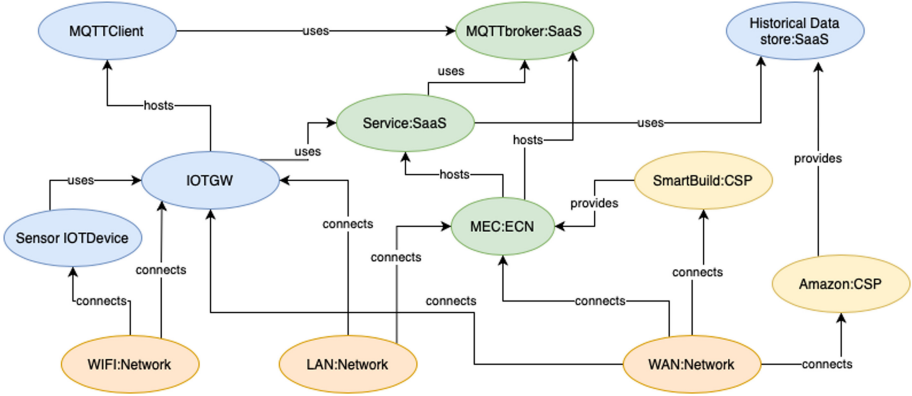 MQTTClient
uses
MQTTbroker:SaaS
Historical Data
store:SaaS
uses
hosts
Service:SaaS
uses
uses
hosts
provides
uses
IOTGW
hosts
SmartBuild:CSP
provides
Sensor IOTDevice
connects
MEC:ECN
connects
connects
connects
Amazon:CSP
connects
connects
connects
WIFI:Network
LAN:Network
WAN:Network
connects